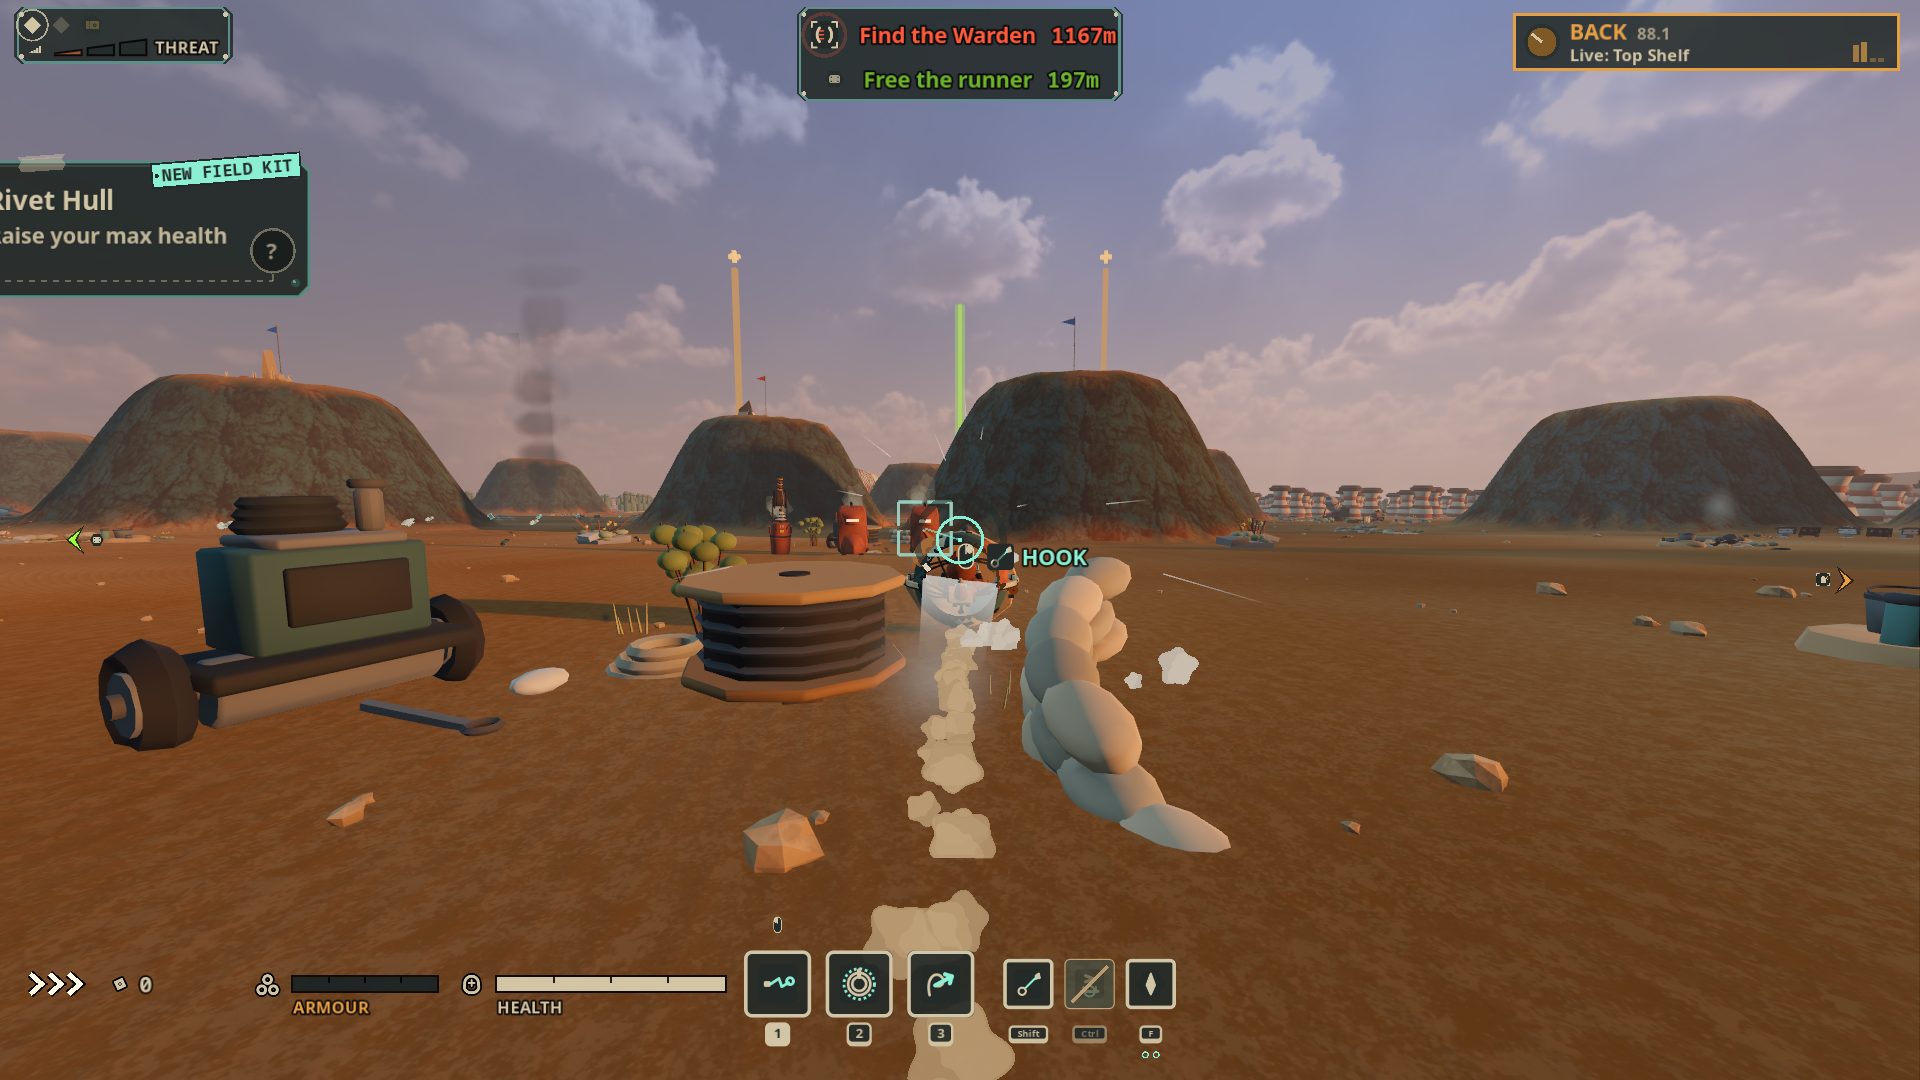 THREAT
Find the Warden 1167m
Free the runner 197m
BACK 88.1
Live: Top Shelf
NEW FIELD KIT
Rivet Hull
aise your max health
?
HOOK
0
ARMOUR
HEALTH
1
2
3
Shift
Ctrl
F